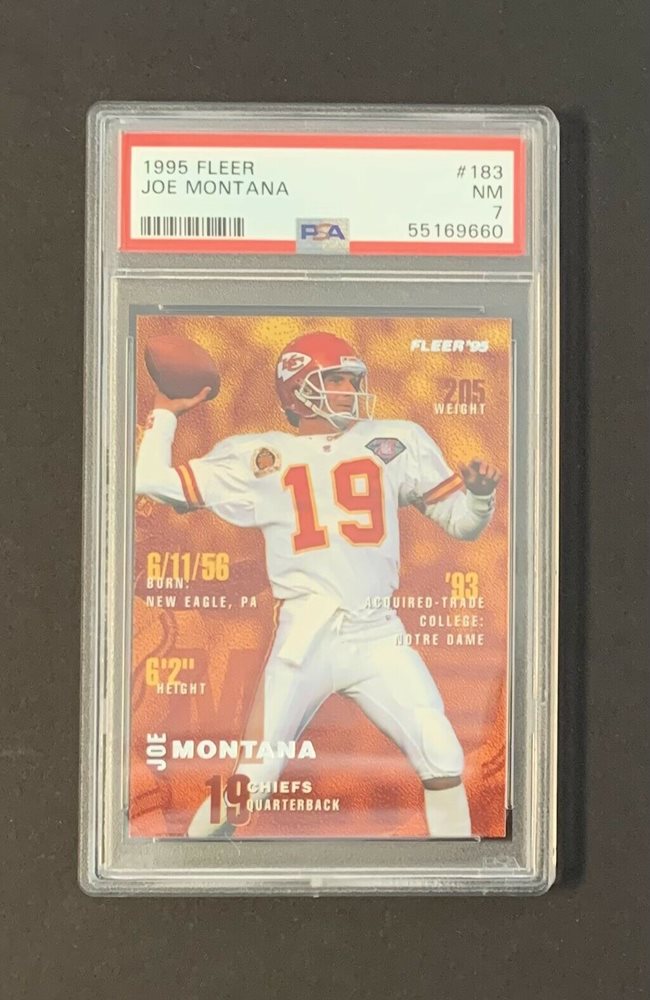 1995 FLEER #183
JOE MONTANA NM
7
PSA 55169660
FLEER '95
205
WEIGHT
19
6/11/56
BORN:
NEW EAGLE, PA
'93
ACQUIRED-TRADE
COLLEGE:
NOTRE DAME
6'2"
HEIGHT
JOE MONTANA
19 CHIEFS
QUARTERBACK
PSA